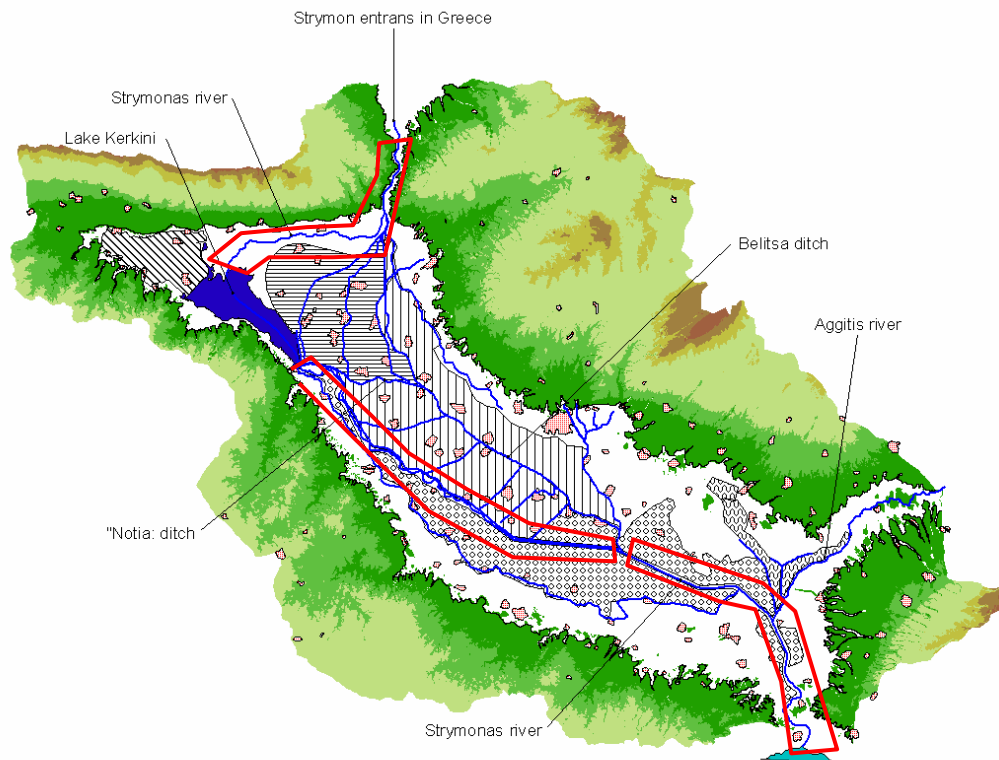 Strymon entrans in Greece
Strymonas river
Lake Kerkini
Belitsa ditch
Aggitis river
"Notia: ditch
Strymonas river